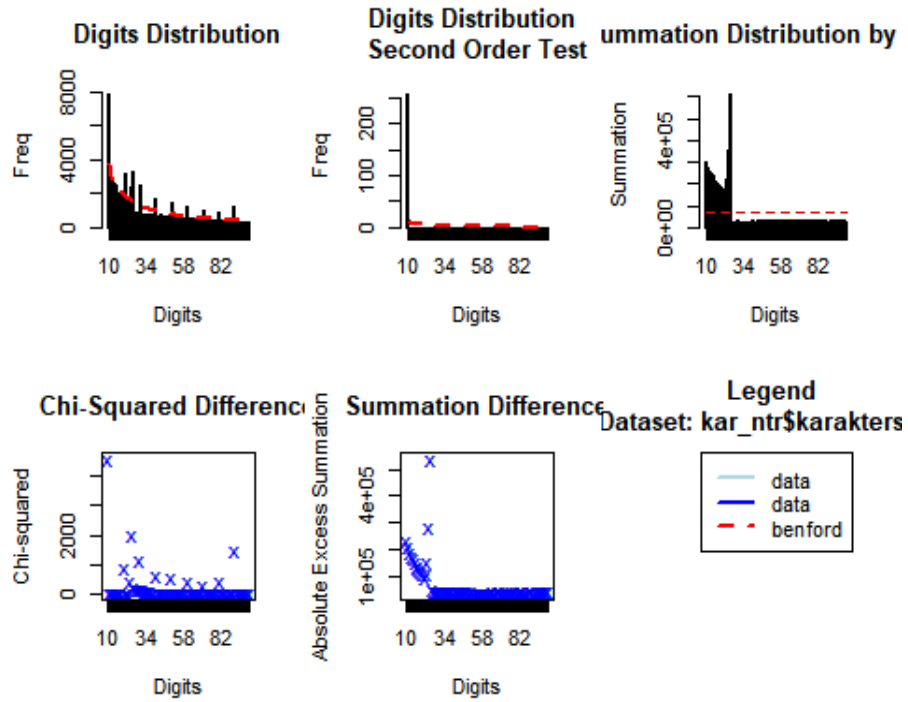 Digits Distribution
Freq
8000
4000
0
10 34 58 82
Digits
Digits Distribution
Second Order Test
Freq
200
100
50
0
10 34 58 82
Digits
ummation Distribution by
Summation
4e+05
0e+00
10 34 58 82
Digits
Chi-Squared Difference
Chi-squared
2000
0
10 34 58 82
Digits
Summation Difference
Absolute Excess Summation
4e+05
1e+05
10 34 58 82
Digits
Legend
Dataset: kar_ntr$karakters
data
data
benford